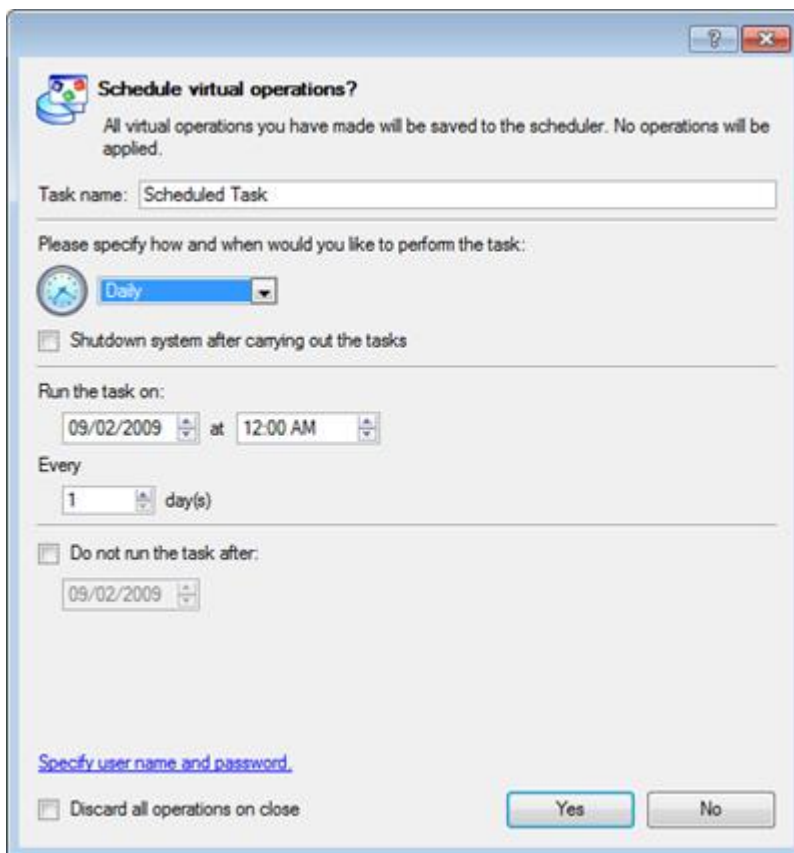 Schedule virtual operations?
All virtual operations you have made will be saved to the scheduler. No operations will be
applied.
Task name: Scheduled Task
Please specify how and when would you like to perform the task:
Daily
Shutdown system after carrying out the tasks
Run the task on:
09/02/2009 at 12:00 AM
Every
1 day(s)
Do not run the task after:
09/02/2009
Specify user name and password.
Discard all operations on close
Yes No